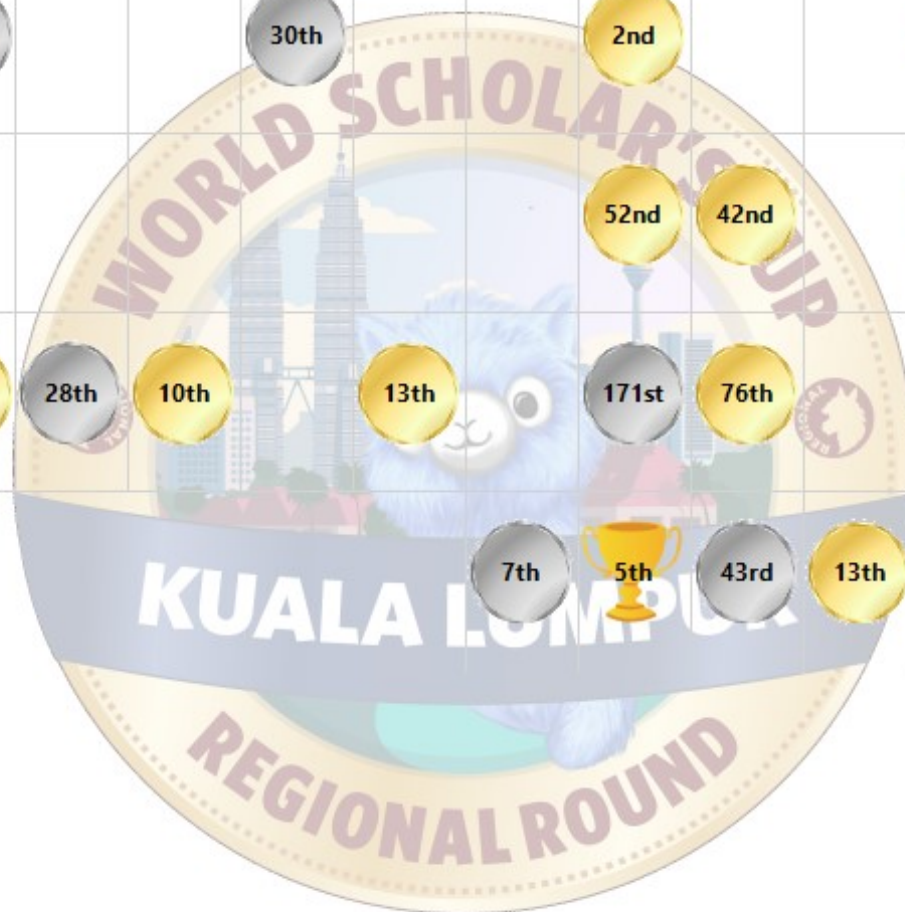 30th 2nd
WORLD SCHOLAR'S CUP
52nd 42nd
28th 10th 13th 171st 76th
REGIONAL
7th 5th 43rd 13th
KUALA LUMPUR
REGIONAL ROUND